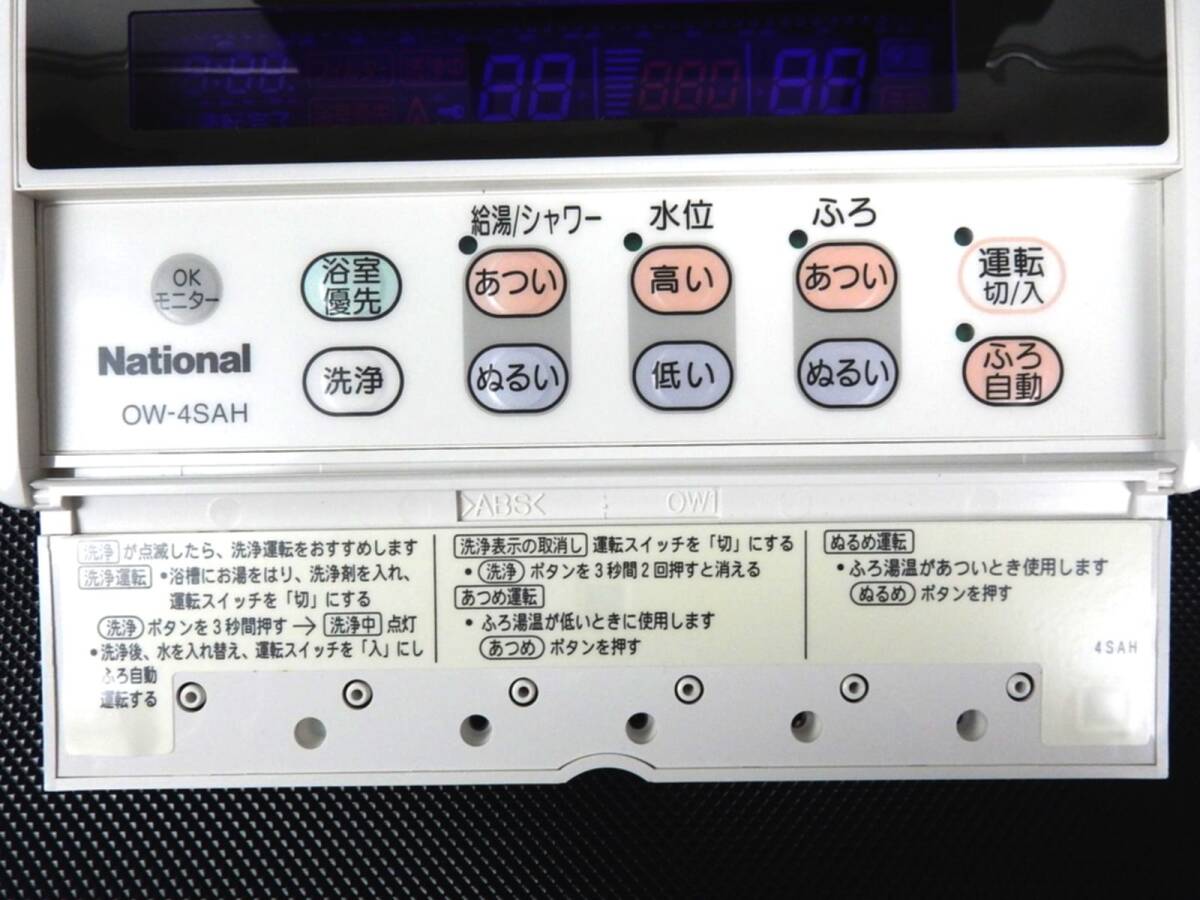 88 880 88
給湯/シャワー 水位 ふろ
OK
モニター
浴室
優先
あつい 高い あつい
運転
切/入
National
OW-4SAH
洗浄
ぬるい 低い ぬるい
ふろ
自動
>ABS< OW1
洗浄 が点滅したら、洗浄運転をおすすめします
洗浄運転 •浴槽にお湯をはり、洗浄剤を入れ、
運転スイッチを「切」にする
洗浄 ボタンを3秒間押す→ 洗浄中 点灯
•洗浄後、水を入れ替え、運転スイッチを「入」にし
ふろ自動
運転する
洗浄表示の取消し 運転スイッチを「切」にする
• 洗浄 ボタンを3秒間2回押すと消える
あつめ運転
• ふろ湯温が低いときに使用します
あつめ ボタンを押す
ぬるめ運転
• ふろ湯温があついとき使用します
ぬるめ ボタンを押す
4SAH